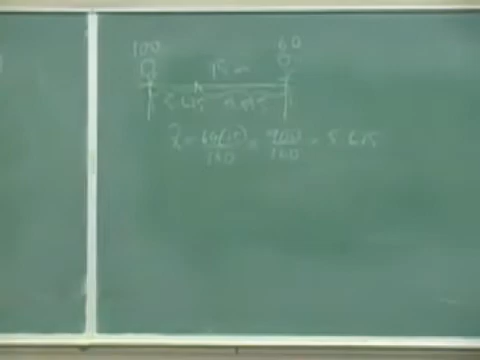 100 60
15 m
5.625 9.375
x̄ = 60(15)/160 = 900/160 = 5.625